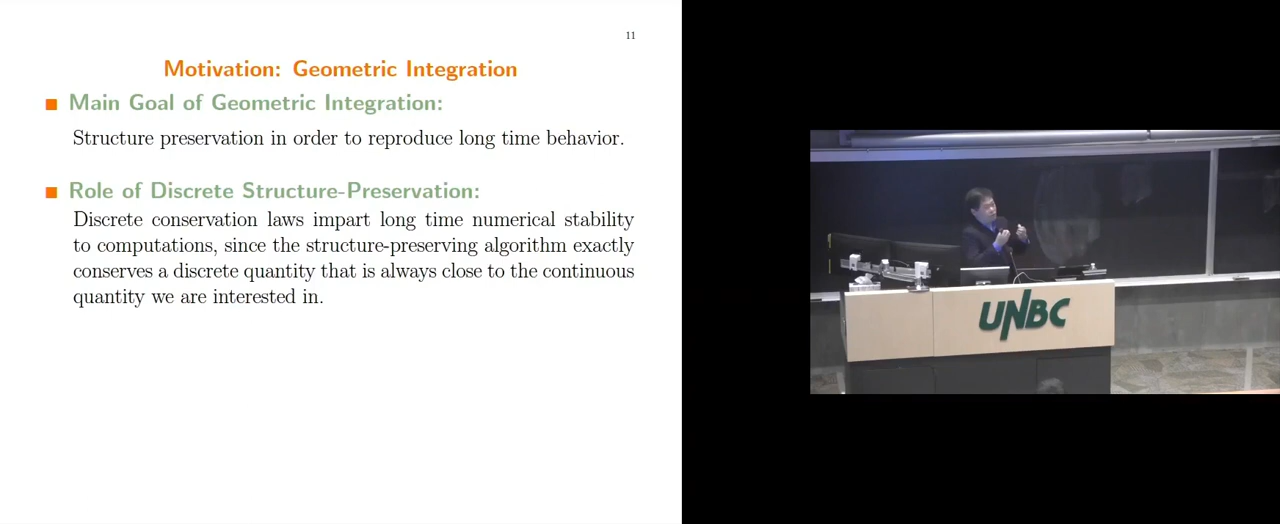 11
Motivation: Geometric Integration
Main Goal of Geometric Integration:
Structure preservation in order to reproduce long time behavior.
Role of Discrete Structure-Preservation:
Discrete conservation laws impart long time numerical stability
to computations, since the structure-preserving algorithm exactly
conserves a discrete quantity that is always close to the continuous
quantity we are interested in.
UNBC